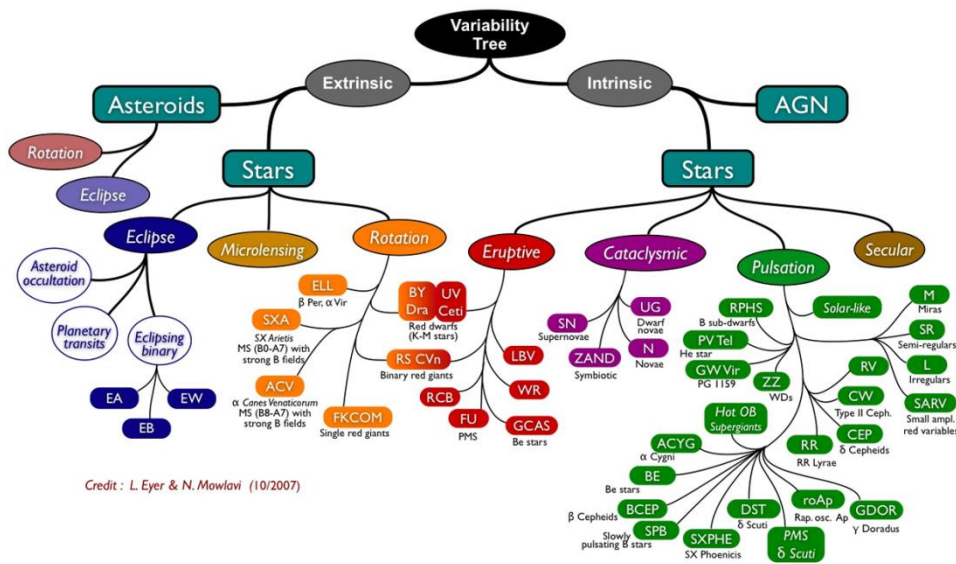 Variability
Tree
Extrinsic
Intrinsic
Asteroids
AGN
Rotation
Eclipse
Stars
Stars
Eclipse
Microlensing
Rotation
Eruptive
Cataclysmic
Pulsation
Secular
Asteroid
occultation
Planetary
transits
Eclipsing
binary
EA
EB
EW
ELL
β Per, α Vir
SXA
SX Arietis
MS (B0-A7) with
strong B fields
ACV
α Canes Venaticorum
MS (B8-A7) with
strong B fields
FKCOM
Single red giants
BY
Dra
UV
Ceti
Red dwarfs
(K-M stars)
RS CVn
Binary red giants
LBV
WR
RCB
FU
PMS
GCAS
Be stars
SN
Supernovae
UG
Dwarf
novae
ZAND
Symbiotic
N
Novae
RPHS
B sub-dwarfs
Solar-like
PV Tel
He star
GW Vir
PG 1159
ZZ
WDs
M
Miras
SR
Semi-regulars
L
Irregulars
SARV
Small ampl.
red variables
RV
CW
Type II Ceph.
CEP
δ Cepheids
RR
RR Lyrae
Hot OB
Supergiants
ACYG
α Cygni
BE
Be stars
BCEP
β Cepheids
SPB
Slowly
pulsating B stars
SXPHE
SX Phoenicis
DST
δ Scuti
PMS
δ Scuti
roAp
Rap. osc. Ap
GDOR
γ Doradus
Credit : L. Eyer & N. Mowlavi (10/2007)